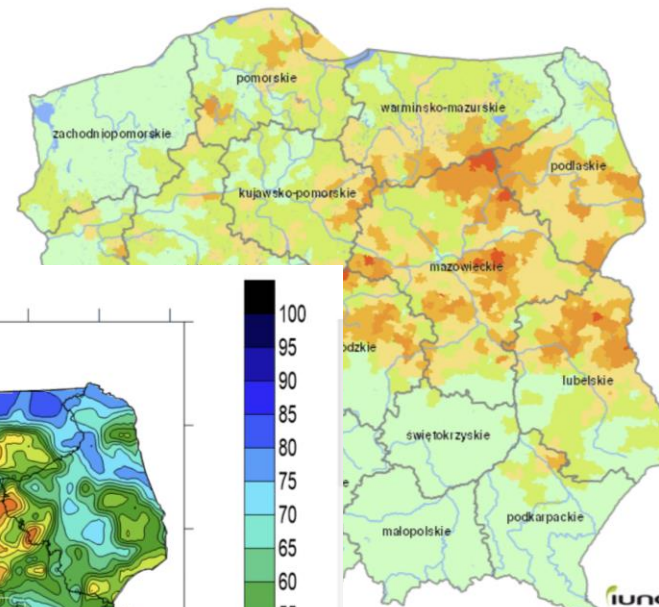 pomorskie
warmińsko-mazurskie
zachodniopomorskie
podlaskie
kujawsko-pomorskie
mazowieckie
100
95
90
85
80
75
70
65
60
odzkie
lubelskie
świętokrzyskie
małopolskie
podkarpackie